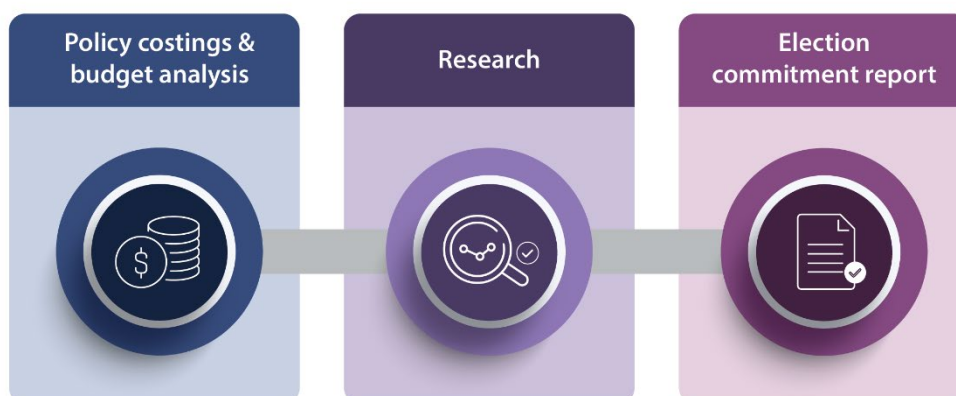 Policy costings &
budget analysis
Research
Election
commitment report
$